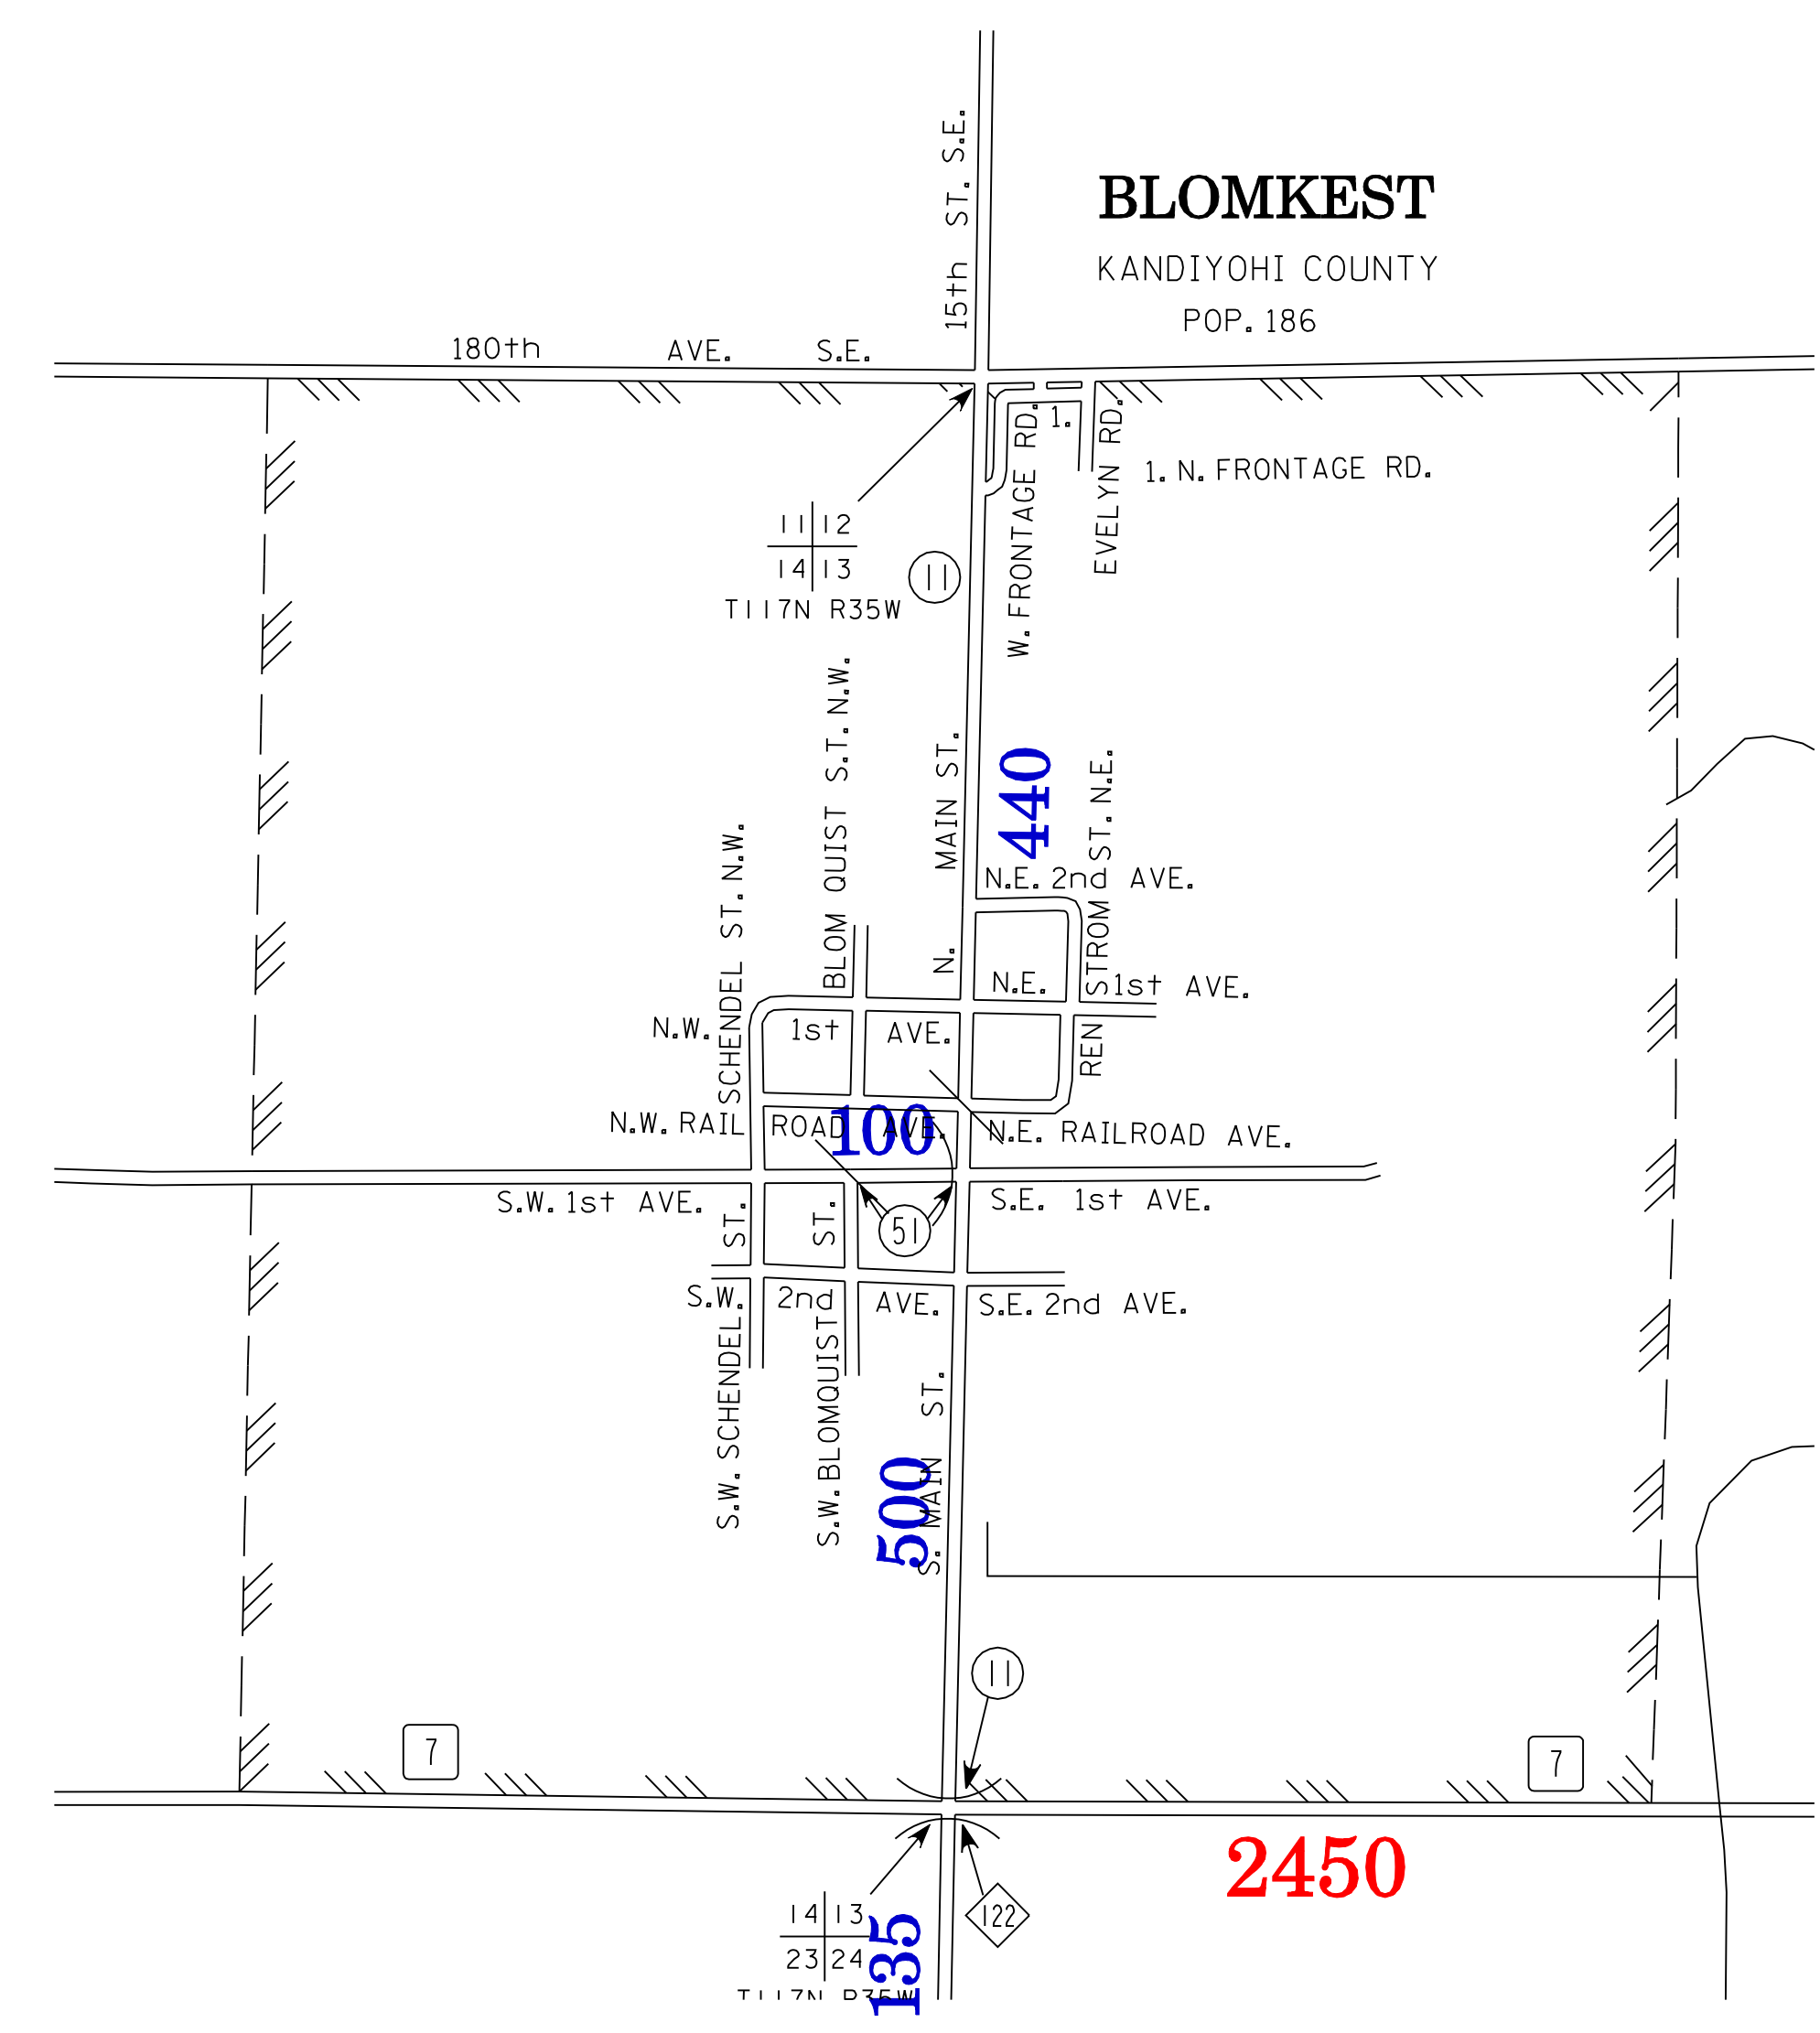 15th ST. S.E.
BLOMKEST
KANDIYOHI COUNTY
POP. 186
180th AVE. S.E.
1.
W. FRONTAGE RD.
EVELYN RD.
1. N. FRONTAGE RD.
11 12
14 13
T117N R35W
11
BLOM QUIST S.T. N.W.
N. MAIN ST.
440
SCHENDEL ST. N.W.
REN STROM ST. N.E.
N.E. 2nd AVE.
N.E. 1st AVE.
N.W. 1st AVE.
N.W. RAIL ROAD AVE.
100
N.E. RAILROAD AVE.
S.W. 1st AVE.
S.E. 1st AVE.
51
S.W. 2nd AVE.
S.E. 2nd AVE.
S.W. SCHENDEL ST.
S.W. BLOMQUIST ST.
S. MAIN ST.
500
11
7
7
2450
14 13
23 24
T117N R35W
135
122